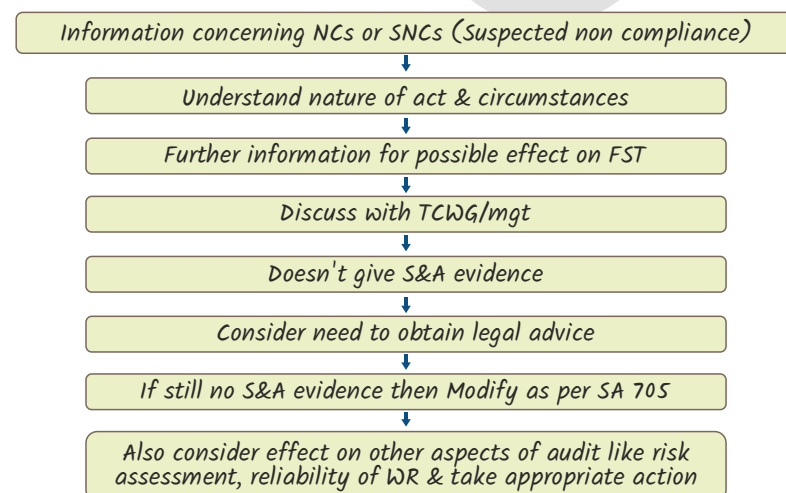 Information concerning NCs or SNCs (Suspected non compliance)
Understand nature of act & circumstances
Further information for possible effect on FST
Discuss with TCWG/mgt
Doesn't give S&A evidence
Consider need to obtain legal advice
If still no S&A evidence then Modify as per SA 705
Also consider effect on other aspects of audit like risk
assessment, reliability of WR & take appropriate action